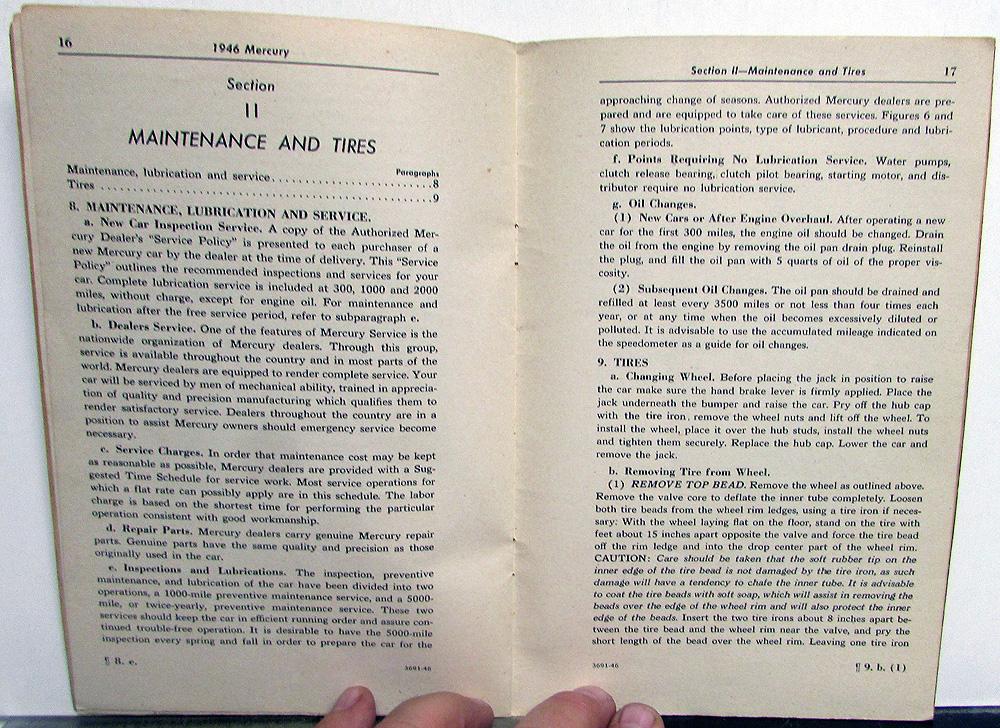 16
1946 Mercury
Section
II
MAINTENANCE AND TIRES
Paragraphs
Maintenance, lubrication and service..............................8
Tires ..............................9
8. MAINTENANCE, LUBRICATION AND SERVICE.
a. New Car Inspection Service. A copy of the Authorized Mer-
cury Dealer's "Service Policy" is presented to each purchaser of a
new Mercury car by the dealer at the time of delivery. This "Service
Policy" outlines the recommended inspections and services for your
car. Complete lubrication service is included at 300, 1000 and 2000
miles, without charge, except for engine oil. For maintenance and
lubrication after the free service period, refer to subparagraph e.
b. Dealers Service. One of the features of Mercury Service is the
nationwide organization of Mercury dealers. Through this group,
service is available throughout the country and in most parts of the
world. Mercury dealers are equipped to render complete service. Your
car will be serviced by men of mechanical ability, trained in apprecia-
tion of quality and precision manufacturing which qualifies them to
render satisfactory service. Dealers throughout the country are in a
position to assist Mercury owners should emergency service become
necessary.
c. Service Charges. In order that maintenance cost may be kept
as reasonable as possible, Mercury dealers are provided with a Sug-
gested Time Schedule for service work. Most service operations for
which a flat rate can possibly apply are in this schedule. The labor
charge is based on the shortest time for performing the particular
operation consistent with good workmanship.
d. Repair Parts. Mercury dealers carry genuine Mercury repair
parts. Genuine parts have the same quality and precision as those
originally used in the car.
e. Inspections and Lubrications. The inspection, preventive
maintenance, and lubrication of the car have been divided into two
operations, a 1000-mile preventive maintenance service, and a 5000-
mile, or twice-yearly, preventive maintenance service. These two
services should keep the car in efficient running order and assure con-
tinued trouble-free operation. It is desirable to have the 5000-mile
inspection every spring and fall in order to prepare the car for the
¶ 8. e.
3691-46
Section II—Maintenance and Tires
17
approaching change of seasons. Authorized Mercury dealers are pre-
pared and are equipped to take care of these services. Figures 6 and
7 show the lubrication points, type of lubricant, procedure and lubri-
cation periods.
f. Points Requiring No Lubrication Service. Water pumps,
clutch release bearing, clutch pilot bearing, starting motor, and dis-
tributor require no lubrication service.
g. Oil Changes.
(1) New Cars or After Engine Overhaul. After operating a new
car for the first 300 miles, the engine oil should be changed. Drain
the oil from the engine by removing the oil pan drain plug. Reinstall
the plug, and fill the oil pan with 5 quarts of oil of the proper vis-
cosity.
(2) Subsequent Oil Changes. The oil pan should be drained and
refilled at least every 3500 miles or not less than four times each
year, or at any time when the oil becomes excessively diluted or
polluted. It is advisable to use the accumulated mileage indicated on
the speedometer as a guide for oil changes.
9. TIRES
a. Changing Wheel. Before placing the jack in position to raise
the car make sure the hand brake lever is firmly applied. Place the
jack underneath the bumper and raise the car. Pry off the hub cap
with the tire iron, remove the wheel nuts and lift off the wheel. To
install the wheel, place it over the hub studs, install the wheel nuts
and tighten them securely. Replace the hub cap. Lower the car and
remove the jack.
b. Removing Tire from Wheel.
(1) REMOVE TOP BEAD. Remove the wheel as outlined above.
Remove the valve core to deflate the inner tube completely. Loosen
both tire beads from the wheel rim ledges, using a tire iron if neces-
sary: With the wheel laying flat on the floor, stand on the tire with
feet about 15 inches apart opposite the valve and force the tire bead
off the rim ledge and into the drop center part of the wheel rim.
CAUTION: Care should be taken that the soft rubber tip on the
inner edge of the tire bead is not damaged by the tire iron, as such
damage will have a tendency to chafe the inner tube. It is advisable
to coat the tire beads with soft soap, which will assist in removing the
beads over the edge of the wheel rim and will also protect the inner
edge of the beads. Insert the two tire irons about 8 inches apart be-
tween the tire bead and the wheel rim near the valve, and pry the
short length of the bead over the wheel rim. Leaving one tire iron
3691-46
¶ 9. b. (1)